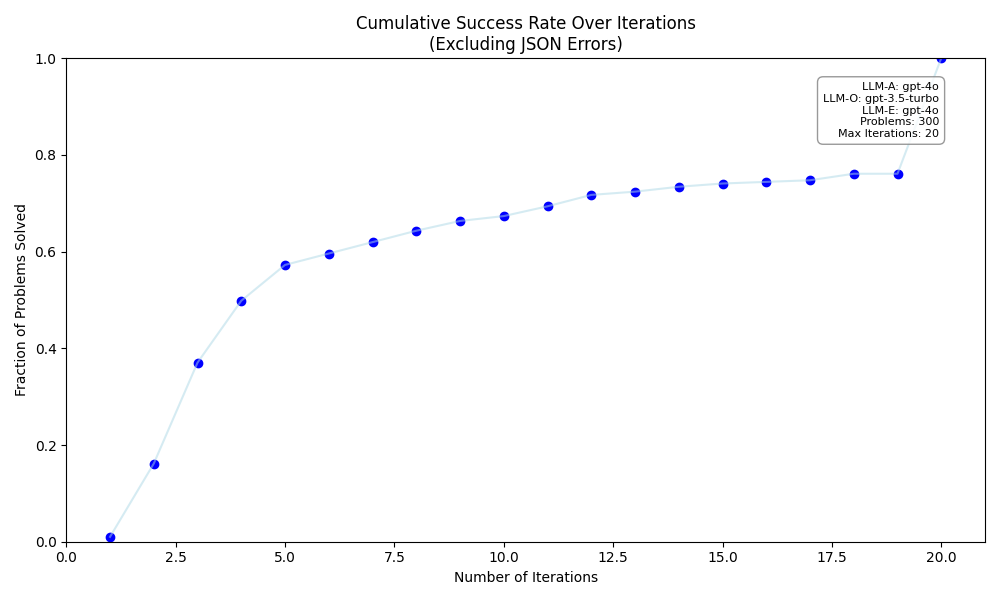 Cumulative Success Rate Over Iterations
(Excluding JSON Errors)
LLM-A: gpt-4o
LLM-O: gpt-3.5-turbo
LLM-E: gpt-4o
Problems: 300
Max Iterations: 20
Fraction of Problems Solved
1.0
0.8
0.6
0.4
0.2
0.0
0.0 2.5 5.0 7.5 10.0 12.5 15.0 17.5 20.0
Number of Iterations